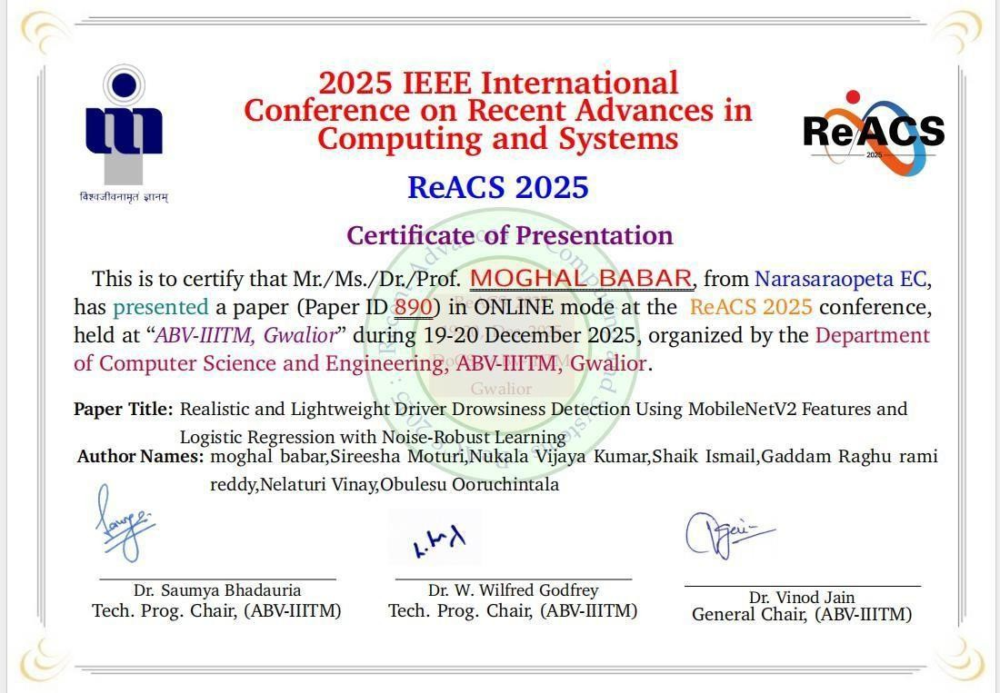 2025 IEEE International
Conference on Recent Advances in
Computing and Systems
ReACS 2025
विश्वजीवनामृतं ज्ञानम्
ReACS
2025
Certificate of Presentation
This is to certify that Mr./Ms./Dr./Prof. MOGHAL BABAR, from Narasaraopeta EC,
has presented a paper (Paper ID 890) in ONLINE mode at the ReACS 2025 conference,
held at “ABV-IIITM, Gwalior” during 19-20 December 2025, organized by the Department
of Computer Science and Engineering, ABV-IIITM, Gwalior.
Gwalior
Paper Title: Realistic and Lightweight Driver Drowsiness Detection Using MobileNetV2 Features and
Logistic Regression with Noise-Robust Learning
Author Names: moghal babar,Sireesha Moturi,Nukala Vijaya Kumar,Shaik Ismail,Gaddam Raghu rami
reddy,Nelaturi Vinay,Obulesu Ooruchintala
Dr. Saumya Bhadauria
Tech. Prog. Chair, (ABV-IIITM)
Dr. W. Wilfred Godfrey
Tech. Prog. Chair, (ABV-IIITM)
Dr. Vinod Jain
General Chair, (ABV-IIITM)